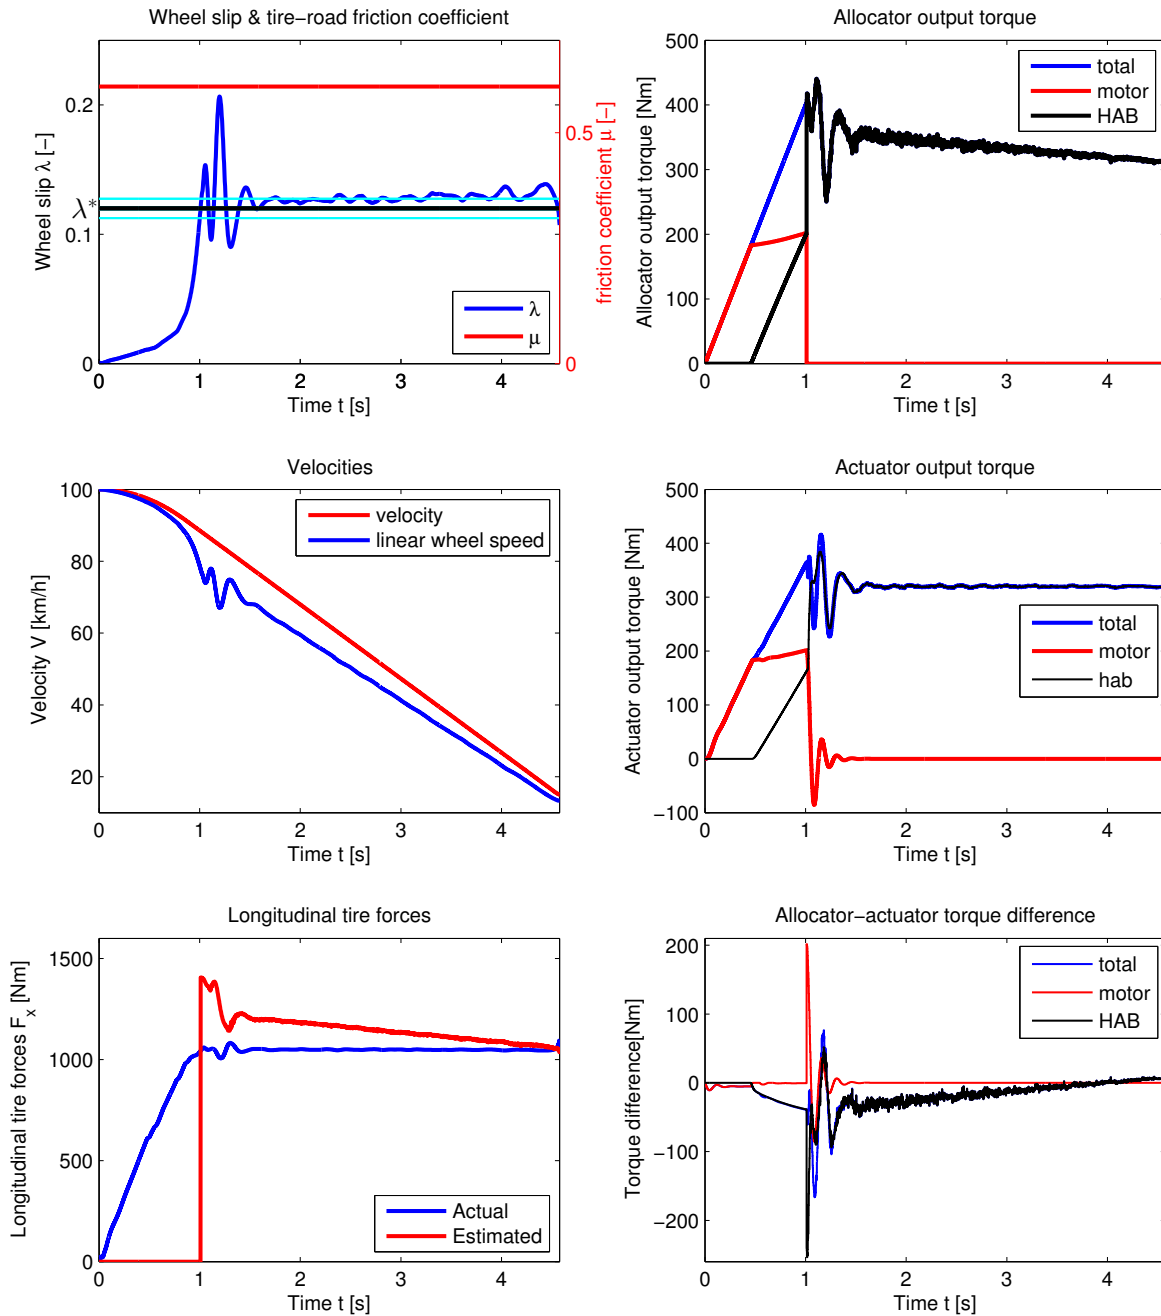 Wheel slip & tire−road friction coefficient
Wheel slip λ [−]
0.2
λ*
0.1
0
0.5
0
friction coefficient μ [−]
λ
μ
0 1 2 3 4
Time t [s]
Allocator output torque
Allocator output torque [Nm]
500
400
300
200
100
0
total
motor
HAB
0 1 2 3 4
Time t [s]
Velocities
Velocity V [km/h]
100
80
60
40
20
velocity
linear wheel speed
0 1 2 3 4
Time t [s]
Actuator output torque
Actuator output torque [Nm]
500
400
300
200
100
0
−100
total
motor
hab
0 1 2 3 4
Time t [s]
Longitudinal tire forces
Longitudinal tire forces F_x [Nm]
1500
1000
500
0
Actual
Estimated
0 1 2 3 4
Time t [s]
Allocator−actuator torque difference
Torque difference[Nm]
200
100
0
−100
−200
total
motor
HAB
0 1 2 3 4
Time t [s]